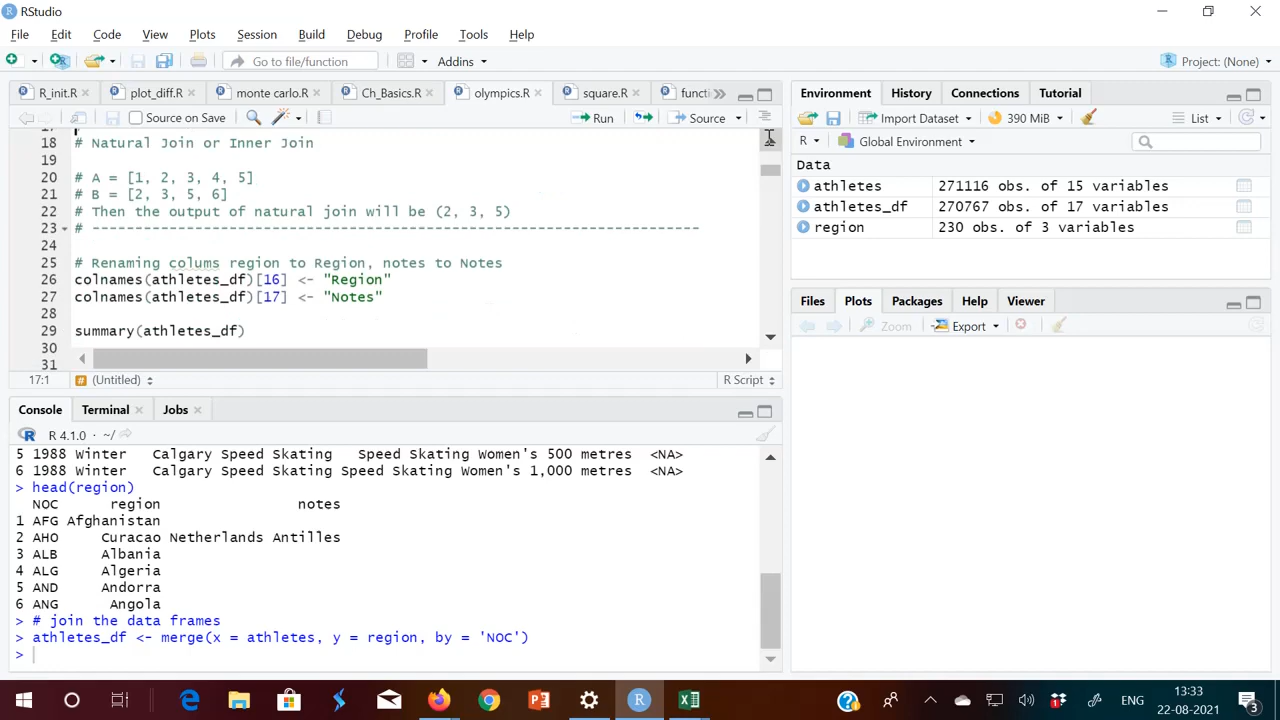 RStudio
File Edit Code View Plots Session Build Debug Profile Tools Help
Go to file/function Addins Project: (None)
R_init.R plot_diff.R monte carlo.R Ch_Basics.R olympics.R square.R functi
Source on Save Run Source
17
18 # Natural Join or Inner Join
19
20 # A = [1, 2, 3, 4, 5]
21 # B = [2, 3, 5, 6]
22 # Then the output of natural join will be (2, 3, 5)
23 # -----------------------------------------------------------------------
24
25 # Renaming colums region to Region, notes to Notes
26 colnames(athletes_df)[16] <- "Region"
27 colnames(athletes_df)[17] <- "Notes"
28
29 summary(athletes_df)
30
31
17:1 # (Untitled) R Script
Console Terminal Jobs
R 4.1.0 · ~/
5 1988 Winter Calgary Speed Skating Speed Skating Women's 500 metres <NA>
6 1988 Winter Calgary Speed Skating Speed Skating Women's 1,000 metres <NA>
> head(region)
NOC region notes
1 AFG Afghanistan
2 AHO Curacao Netherlands Antilles
3 ALB Albania
4 ALG Algeria
5 AND Andorra
6 ANG Angola
> # join the data frames
> athletes_df <- merge(x = athletes, y = region, by = 'NOC')
>
Environment History Connections Tutorial
Import Dataset 390 MiB List
R Global Environment
Data
athletes 271116 obs. of 15 variables
athletes_df 270767 obs. of 17 variables
region 230 obs. of 3 variables
Files Plots Packages Help Viewer
Zoom Export
ENG 13:33
22-08-2021 3